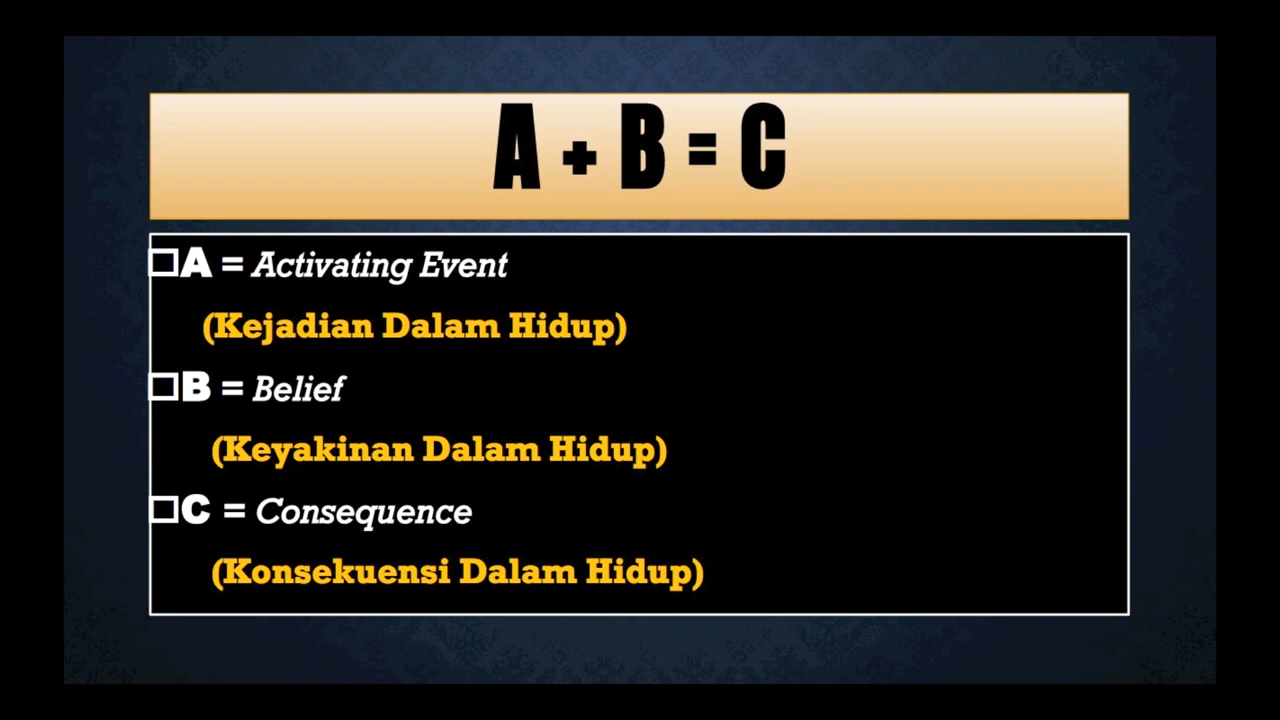 A + B = C
A = Activating Event
(Kejadian Dalam Hidup)
B = Belief
(Keyakinan Dalam Hidup)
C = Consequence
(Konsekuensi Dalam Hidup)